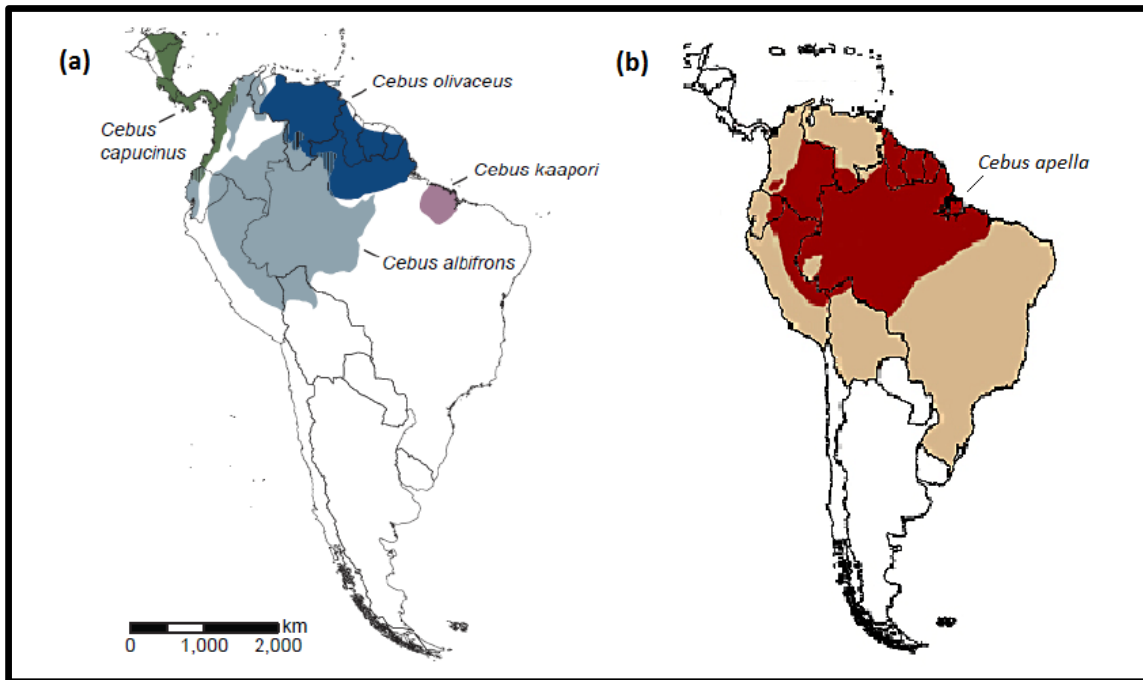 (a)
Cebus olivaceus
Cebus
capucinus
Cebus kaapori
Cebus albifrons
km
0 1,000 2,000
(b)
Cebus apella